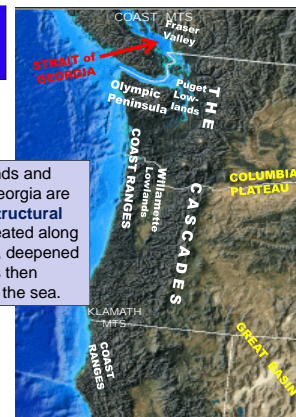 COAST MTS
Fraser
Valley
STRAIT of
GEORGIA
Olympic
Peninsula
Puget
Low-
lands
THE
CASCADES
COAST RANGES
Willamette
Lowlands
COLUMBIA
PLATEAU
nds and
eorgia are
tructural
eated along
, deepened
s then
the sea.
KLAMATH
MTS
COAST
RANGES
GREAT BASIN